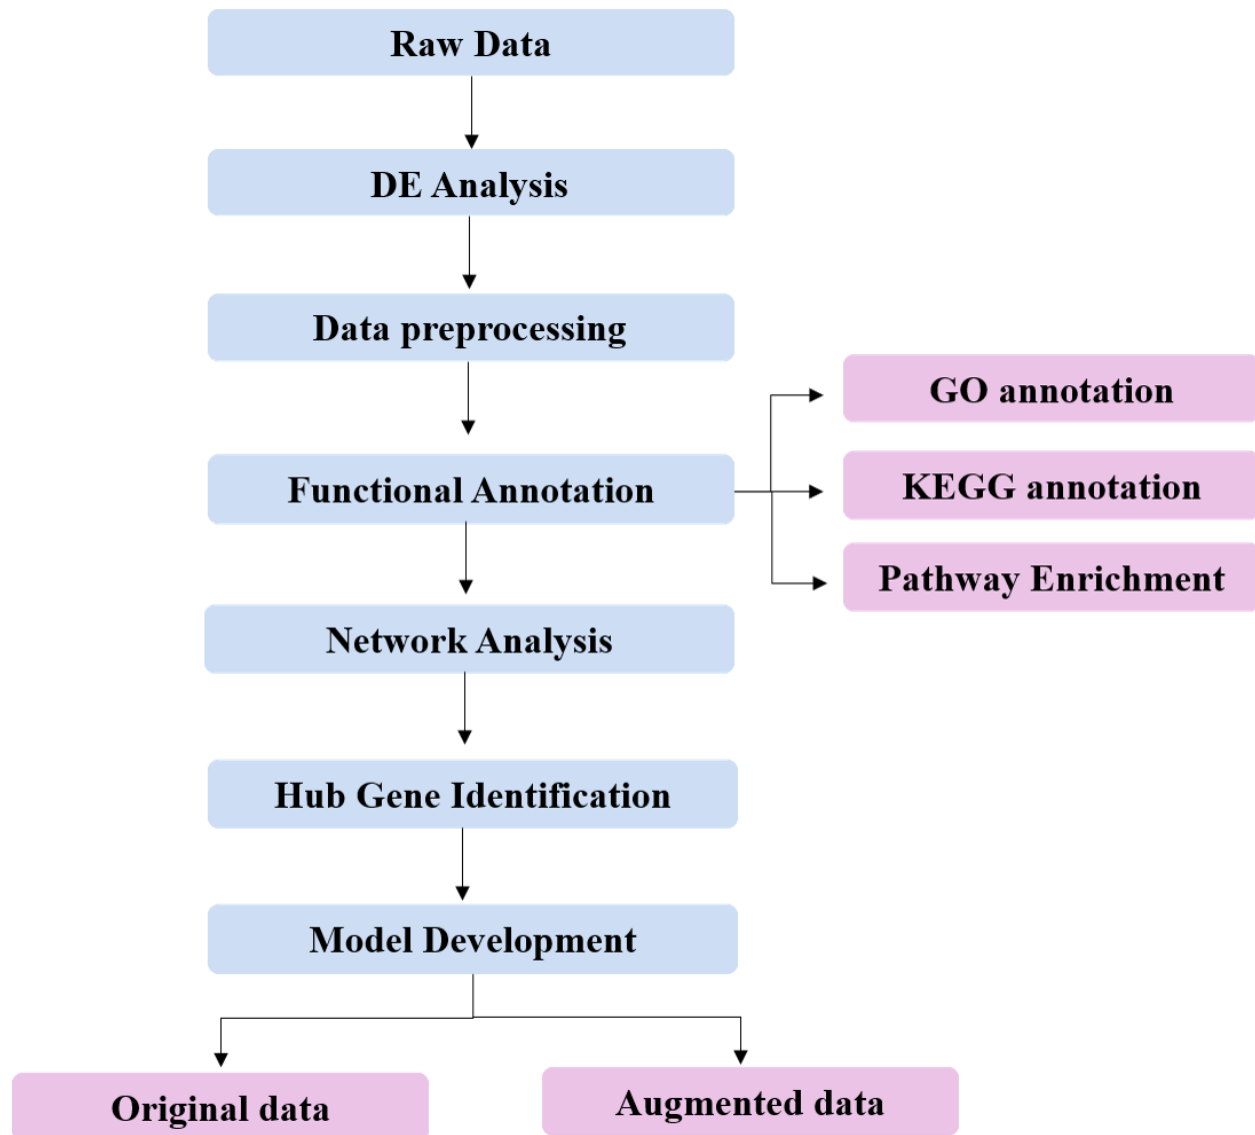 Raw Data
DE Analysis
Data preprocessing
GO annotation
KEGG annotation
Functional Annotation
Pathway Enrichment
Network Analysis
Hub Gene Identification
Model Development
Original data
Augmented data